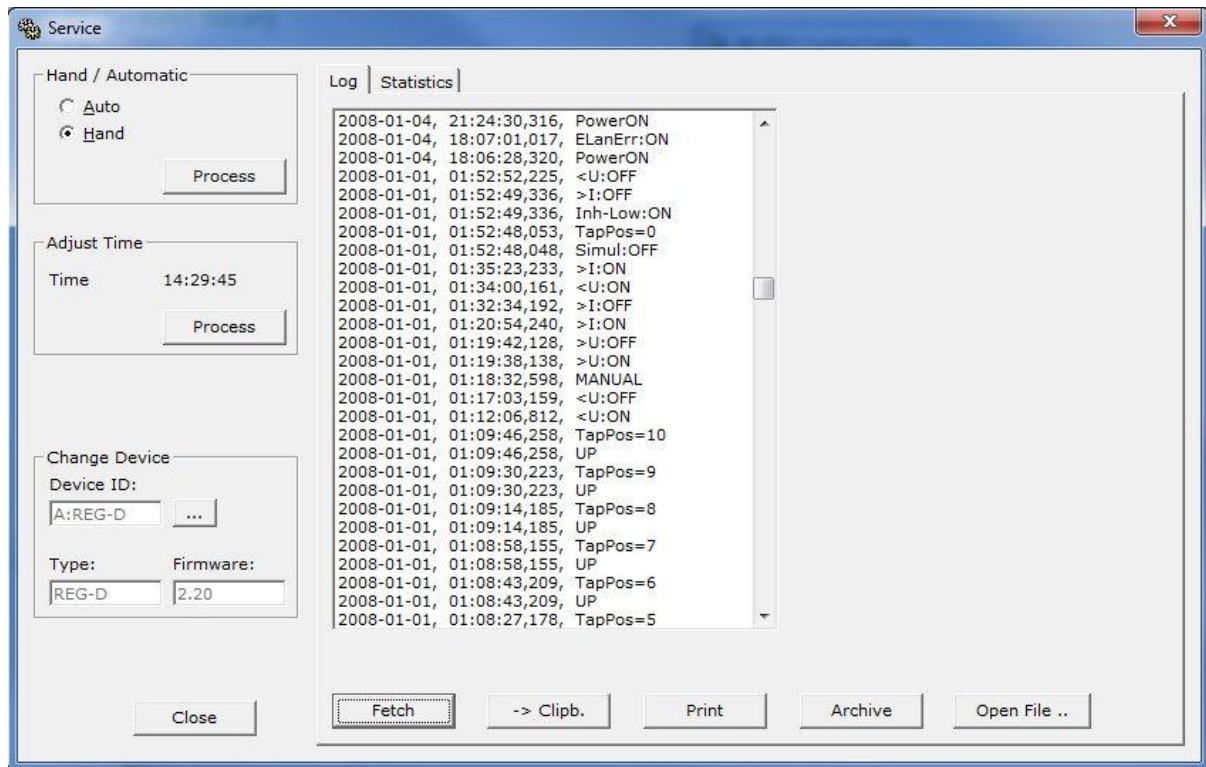 Service
Hand / Automatic
Auto
Hand
Process
Adjust Time
Time 14:29:45
Process
Change Device
Device ID:
A:REG-D ...
Type: Firmware:
REG-D 2.20
Close
Log Statistics
2008-01-04, 21:24:30,316, PowerON
2008-01-04, 18:07:01,017, ELanErr:ON
2008-01-04, 18:06:28,320, PowerON
2008-01-01, 01:52:52,225, <U:OFF
2008-01-01, 01:52:49,336, >I:OFF
2008-01-01, 01:52:49,336, Inh-Low:ON
2008-01-01, 01:52:48,053, TapPos=0
2008-01-01, 01:52:48,048, Simul:OFF
2008-01-01, 01:35:23,233, >I:ON
2008-01-01, 01:34:00,161, <U:ON
2008-01-01, 01:32:34,192, >I:OFF
2008-01-01, 01:20:54,240, >I:ON
2008-01-01, 01:19:42,128, >U:OFF
2008-01-01, 01:19:38,138, >U:ON
2008-01-01, 01:18:32,598, MANUAL
2008-01-01, 01:17:03,159, <U:OFF
2008-01-01, 01:12:06,812, <U:ON
2008-01-01, 01:09:46,258, TapPos=10
2008-01-01, 01:09:46,258, UP
2008-01-01, 01:09:30,223, TapPos=9
2008-01-01, 01:09:30,223, UP
2008-01-01, 01:09:14,185, TapPos=8
2008-01-01, 01:09:14,185, UP
2008-01-01, 01:08:58,155, TapPos=7
2008-01-01, 01:08:58,155, UP
2008-01-01, 01:08:43,209, TapPos=6
2008-01-01, 01:08:43,209, UP
2008-01-01, 01:08:27,178, TapPos=5
Fetch -> Clipb. Print Archive Open File ..